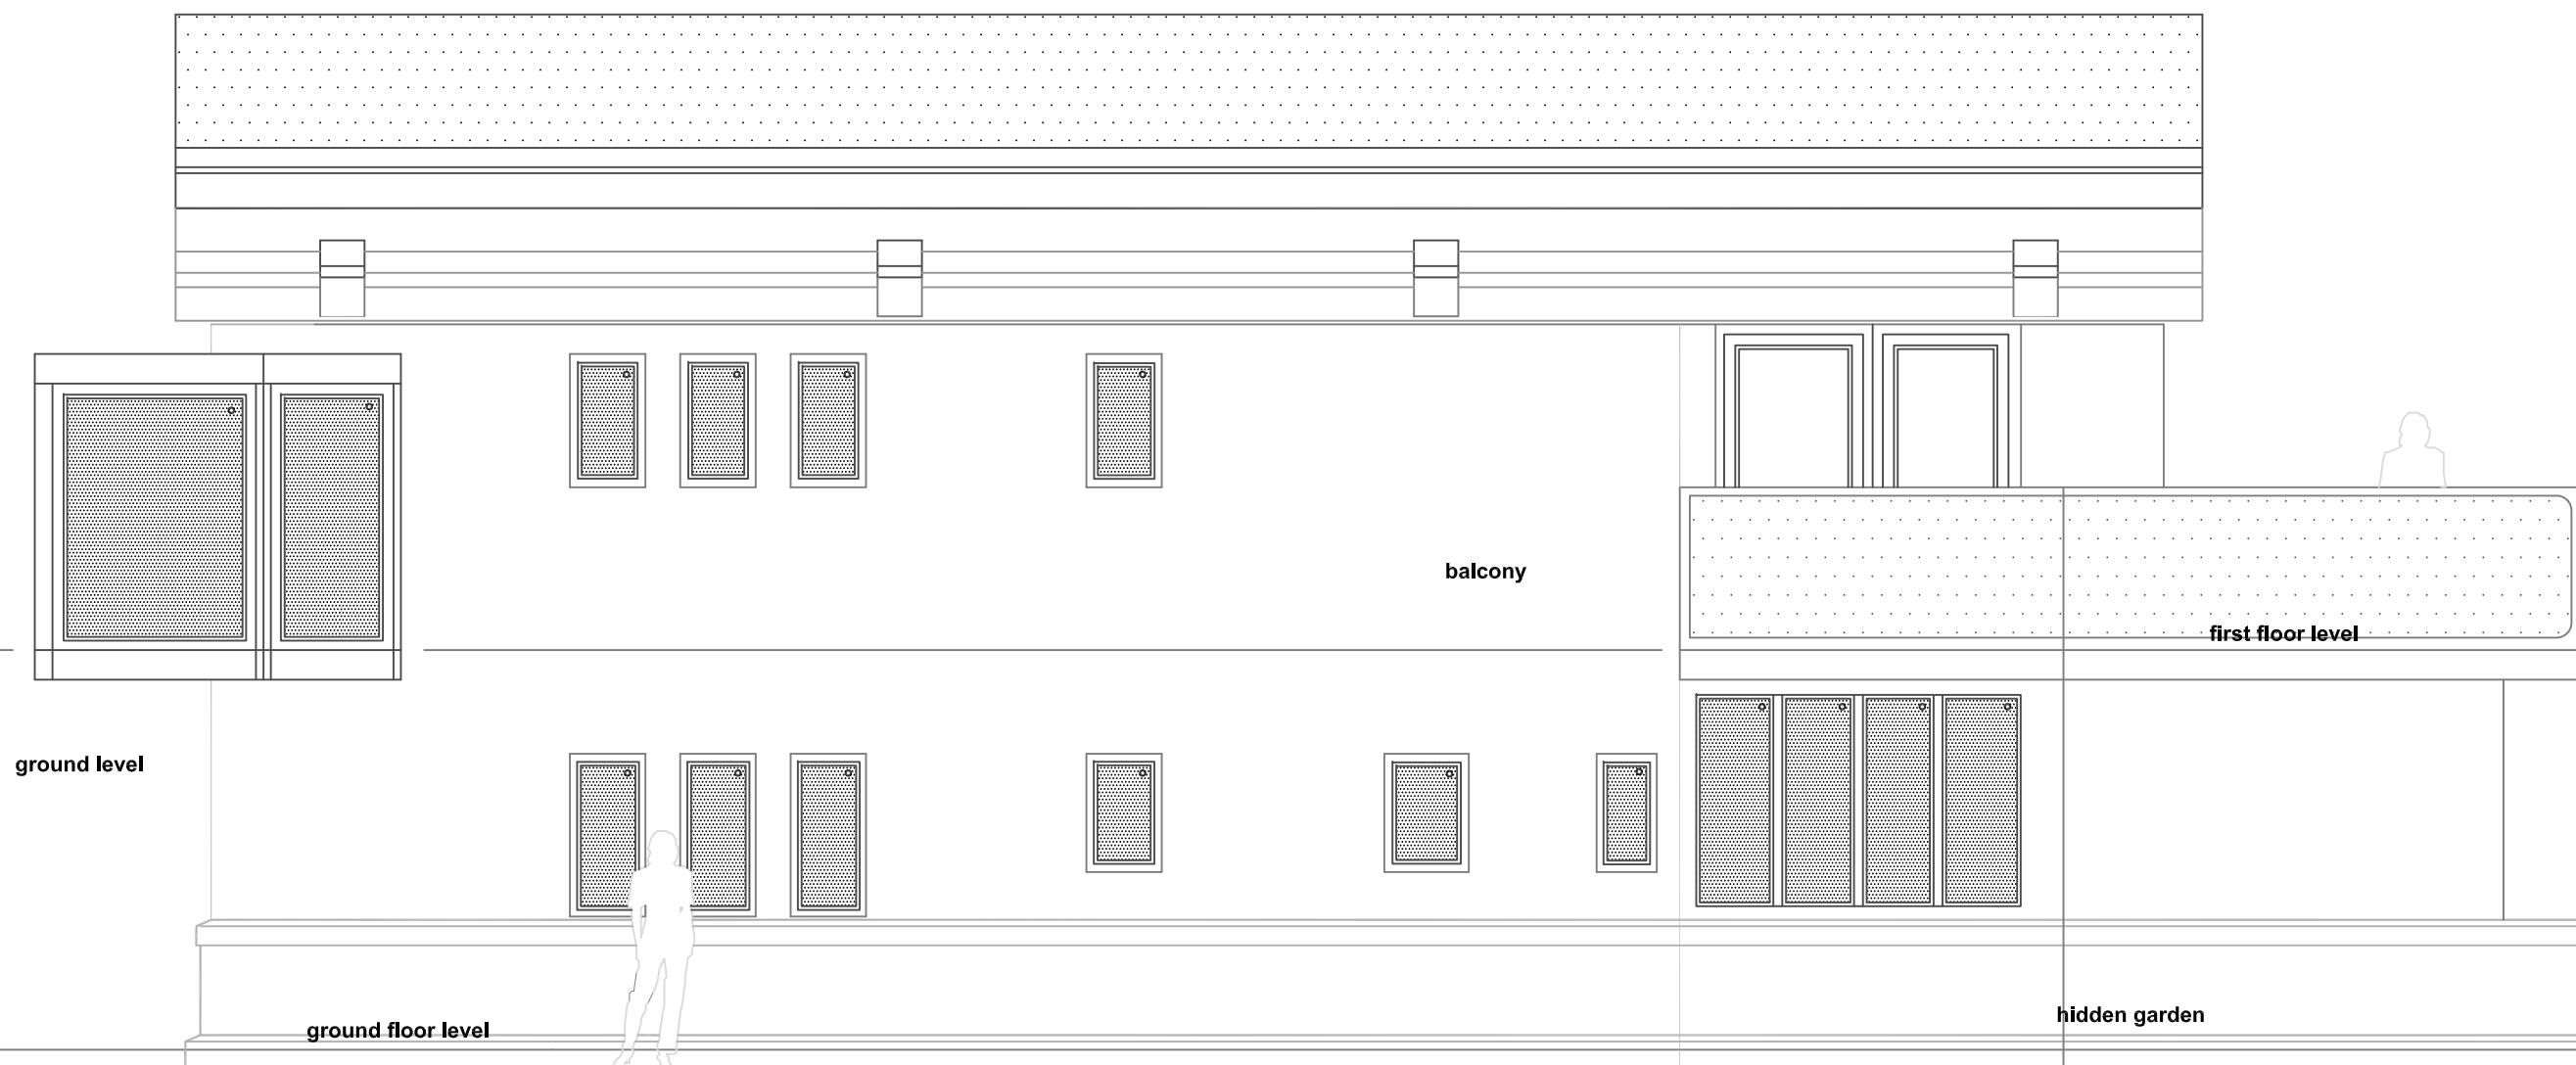 balcony
first floor level
ground level
hidden garden
ground floor level